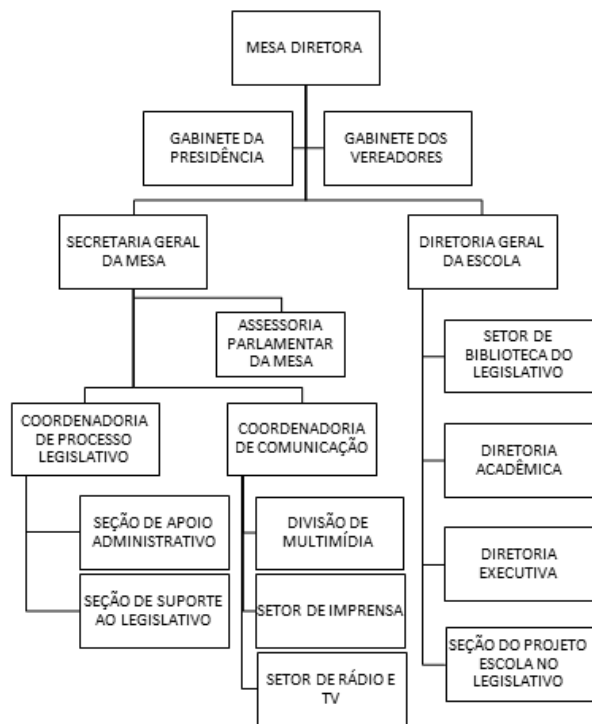 MESA DIRETORA
GABINETE DA
PRESIDÊNCIA
GABINETE DOS
VEREADORES
SECRETARIA GERAL
DA MESA
DIRETORIA GERAL
DA ESCOLA
ASSESSORIA
PARLAMENTAR
DA MESA
SETOR DE
BIBLIOTECA DO
LEGISLATIVO
COORDENADORIA
DE PROCESSO
LEGISLATIVO
COORDENADORIA
DE COMUNICAÇÃO
DIRETORIA
ACADÊMICA
SEÇÃO DE APOIO
ADMINISTRATIVO
DIVISÃO DE
MULTIMÍDIA
DIRETORIA
EXECUTIVA
SEÇÃO DE SUPORTE
AO LEGISLATIVO
SETOR DE IMPRENSA
SEÇÃO DO PROJETO
ESCOLA NO
LEGISLATIVO
SETOR DE RÁDIO E
TV